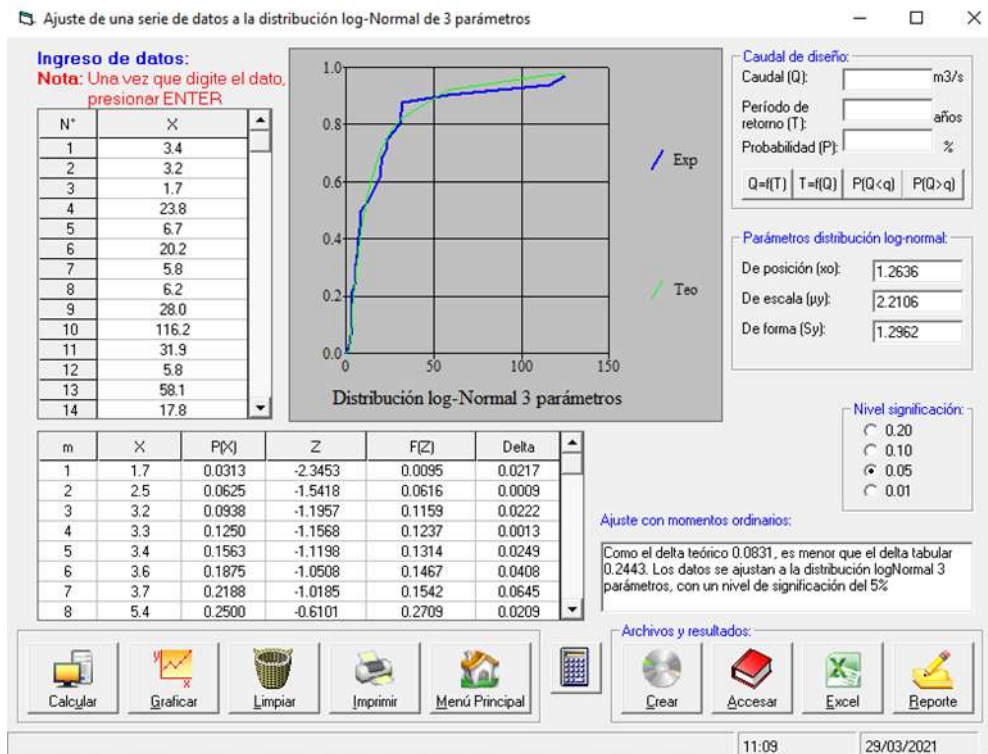 Ajuste de una serie de datos a la distribución log-Normal de 3 parámetros
Ingreso de datos:
Nota: Una vez que digite el dato,
presionar ENTER
N° X
1 3.4
2 3.2
3 1.7
4 23.8
5 6.7
6 20.2
7 5.8
8 6.2
9 28.0
10 116.2
11 31.9
12 5.8
13 58.1
14 17.8
1.0
0.8
0.6
0.4
0.2
0.0
0 50 100 150
Exp
Teo
Distribución log-Normal 3 parámetros
Caudal de diseño:
Caudal (Q): m3/s
Período de
retorno (T): años
Probabilidad (P): %
Q=f(T) T=f(Q) P(Q<q) P(Q>q)
Parámetros distribución log-normal:
De posición (xo): 1.2636
De escala (µy): 2.2106
De forma (Sy): 1.2962
Nivel significación:
0.20
0.10
0.05
0.01
m X P(X) Z F(Z) Delta
1 1.7 0.0313 -2.3453 0.0095 0.0217
2 2.5 0.0625 -1.5418 0.0616 0.0009
3 3.2 0.0938 -1.1957 0.1159 0.0222
4 3.3 0.1250 -1.1568 0.1237 0.0013
5 3.4 0.1563 -1.1198 0.1314 0.0249
6 3.6 0.1875 -1.0508 0.1467 0.0408
7 3.7 0.2188 -1.0185 0.1542 0.0645
8 5.4 0.2500 -0.6101 0.2709 0.0209
Ajuste con momentos ordinarios:
Como el delta teórico 0.0831, es menor que el delta tabular
0.2443. Los datos se ajustan a la distribución logNormal 3
parámetros, con un nivel de significación del 5%
Calcular Graficar Limpiar Imprimir Menú Principal
Archivos y resultados:
Crear Accesar Excel Reporte
11:09 29/03/2021